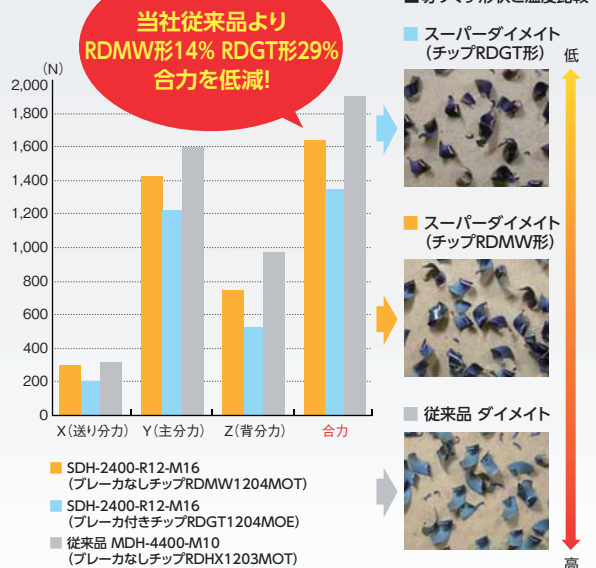 当社従来品より
RDMW形14% RDGT形29%
合力を低減!
スーパーダイメイト
（チップRDGT形）
低
（N）
2,000
1,800
1,600
1,400
1,200
1,000
800
600
400
200
0
X（送り分力）
Y（主分力）
Z（背分力）
合力
スーパーダイメイト
（チップRDMW形）
従来品 ダイメイト
高
SDH-2400-R12-M16
（ブレーカなしチップRDMW1204MOT）
SDH-2400-R12-M16
（ブレーカ付きチップRDGT1204MOE）
従来品 MDH-4400-M10
（ブレーカなしチップRDHX1203MOT）